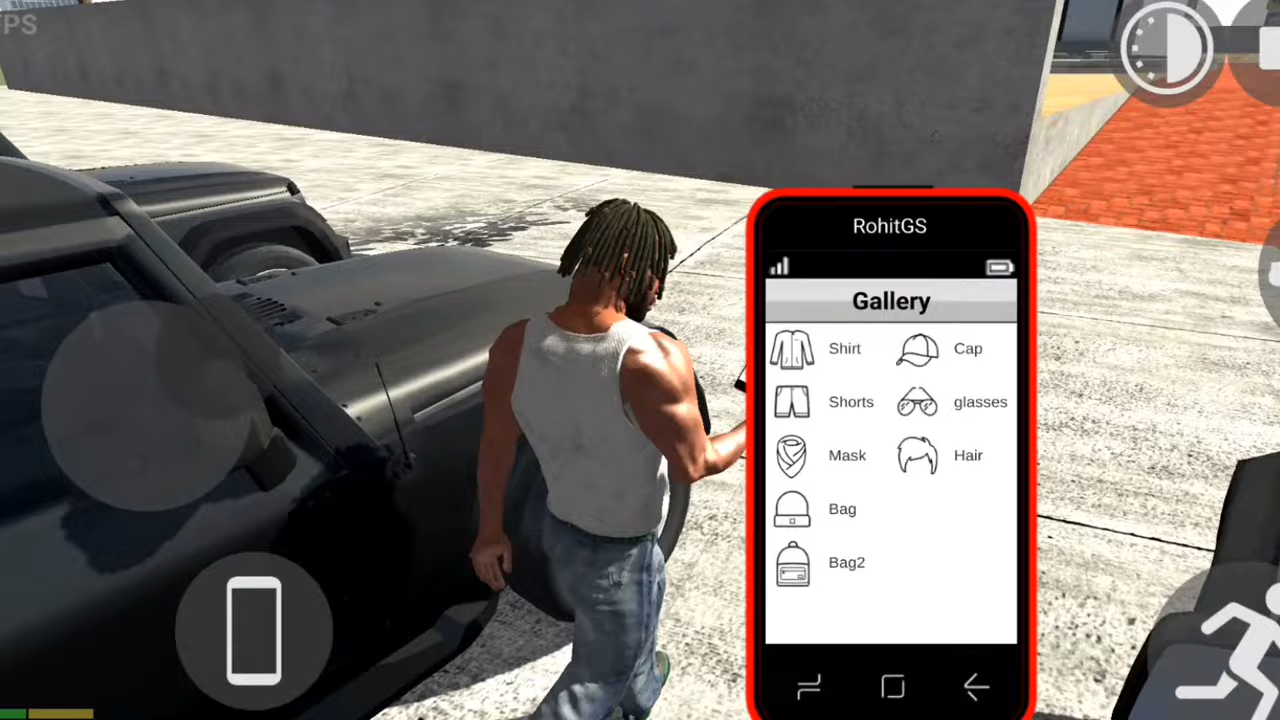 FPS
RohitGS
Gallery
Shirt Cap
Shorts glasses
Mask Hair
Bag
Bag2